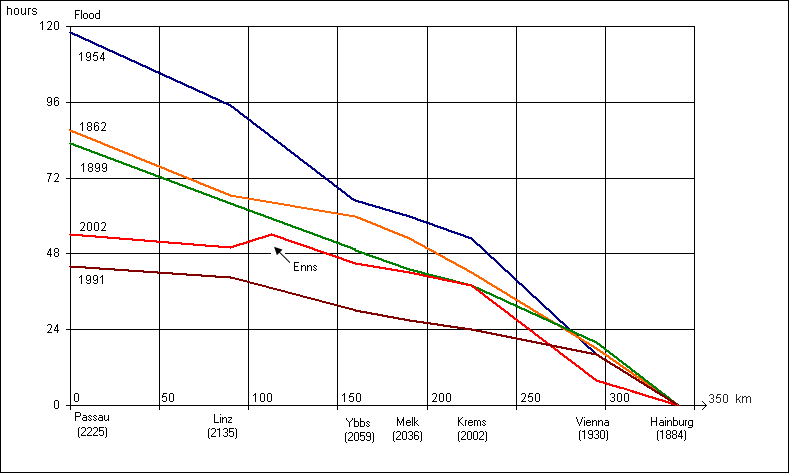 hours
Flood
120
1954
96
1862
1899
72
2002
48
Enns
1991
24
0
0 50 100 150 200 250 300 350 km
Passau
(2225)
Linz
(2135)
Ybbs
(2059)
Melk
(2036)
Krems
(2002)
Vienna
(1930)
Hainburg
(1884)